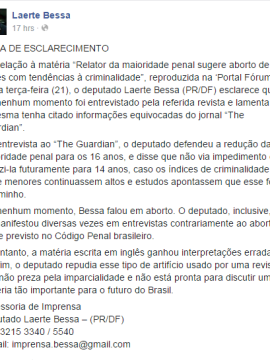 Laerte Bessa
17 hrs ·
A DE ESCLARECIMENTO
elação à matéria "Relator da maioridade penal sugere aborto de
es com tendências à criminalidade", reproduzida na 'Portal Fórum
a terça-feira (21), o deputado Laerte Bessa (PR/DF) esclarece qu
enhum momento foi entrevistado pela referida revista e lamenta
esma tenha citado informações equivocadas do jornal "The
rdian".
ntrevista ao "The Guardian", o deputado defendeu a redução da
ridade penal para os 16 anos, e disse que não via impedimento
zi-la futuramente para 14 anos, caso os índices de criminalidade
e menores continuassem altos e estudos apontassem que esse f
minho.
enhum momento, Bessa falou em aborto. O deputado, inclusive,
anifestou diversas vezes em entrevistas contrariamente ao abort
e previsto no Código Penal brasileiro.
ntanto, a matéria escrita em inglês ganhou interpretações errada
im, o deputado repudia esse tipo de artifício usado por uma revis
não preza pela imparcialidade e não está pronta para discutir um
ria tão importante para o futuro do Brasil.
essoria de Imprensa
utado Laerte Bessa – (PR/DF)
3215 3340 / 5540
ail: imprensa.bessa@gmail.com